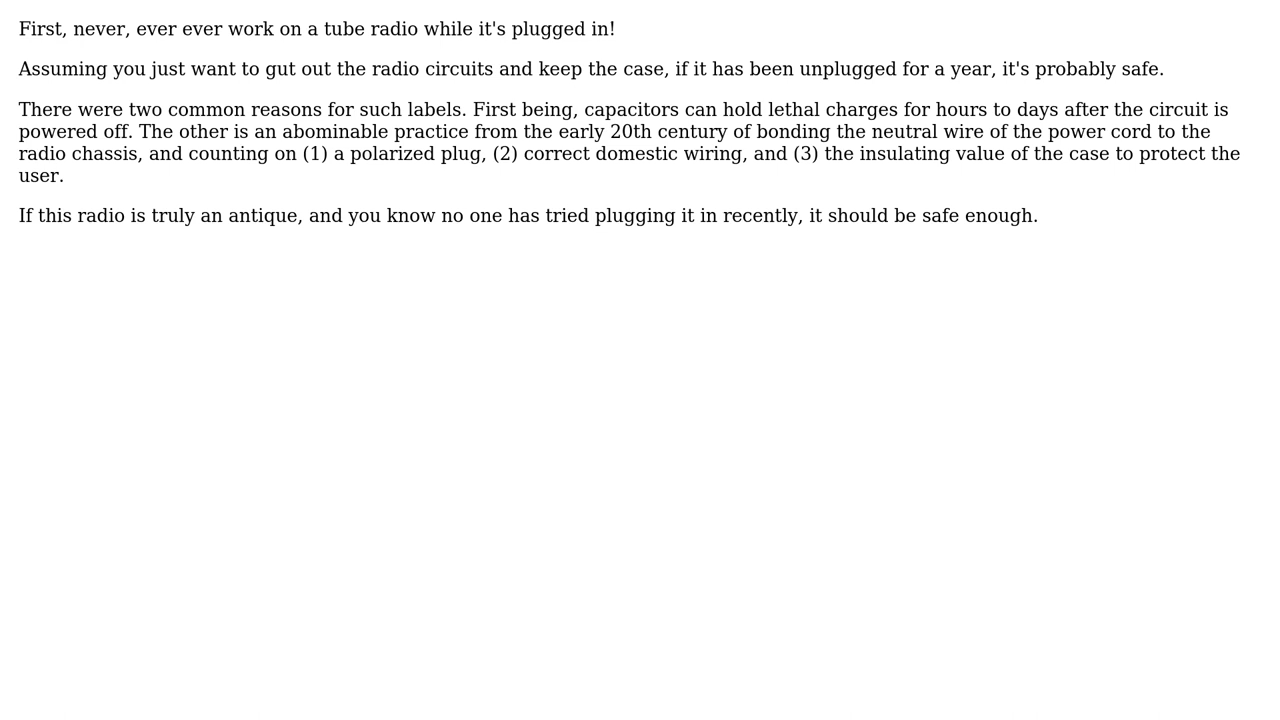 First, never, ever ever work on a tube radio while it's plugged in!
Assuming you just want to gut out the radio circuits and keep the case, if it has been unplugged for a year, it's probably safe.
There were two common reasons for such labels. First being, capacitors can hold lethal charges for hours to days after the circuit is
powered off. The other is an abominable practice from the early 20th century of bonding the neutral wire of the power cord to the
radio chassis, and counting on (1) a polarized plug, (2) correct domestic wiring, and (3) the insulating value of the case to protect the
user.
If this radio is truly an antique, and you know no one has tried plugging it in recently, it should be safe enough.